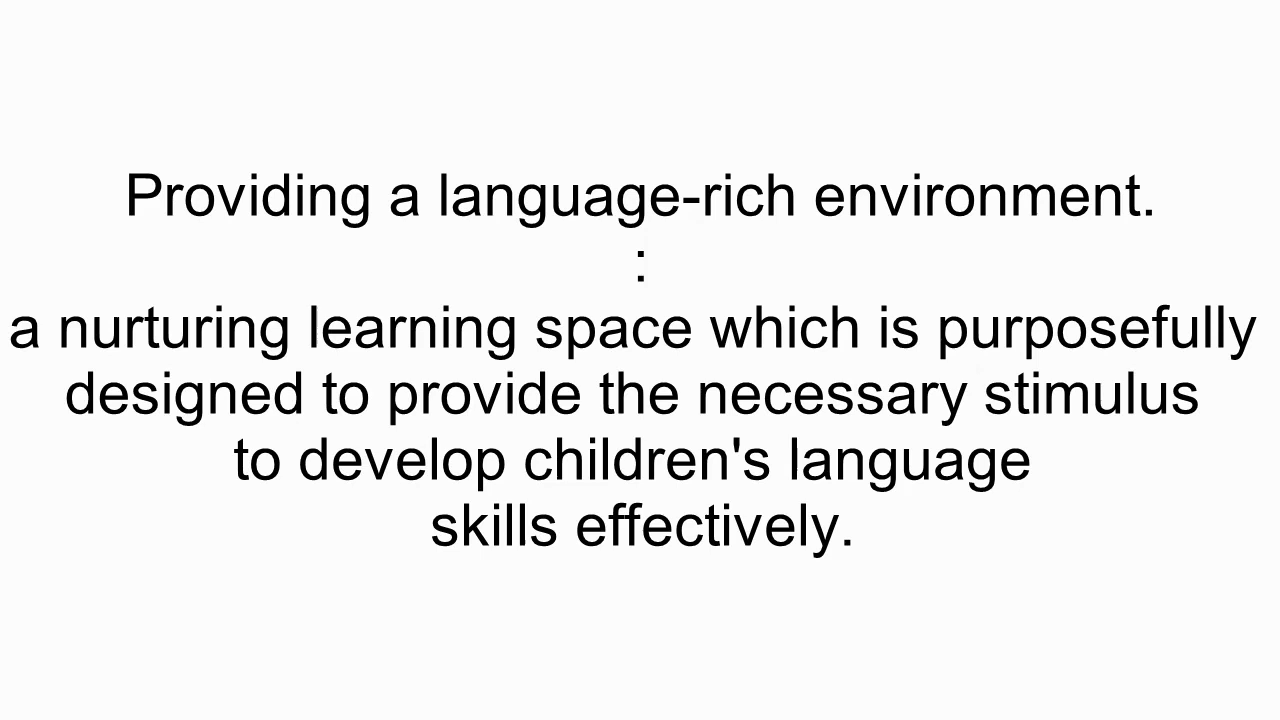 Providing a language-rich environment.
:
a nurturing learning space which is purposefully
designed to provide the necessary stimulus
to develop children's language
skills effectively.